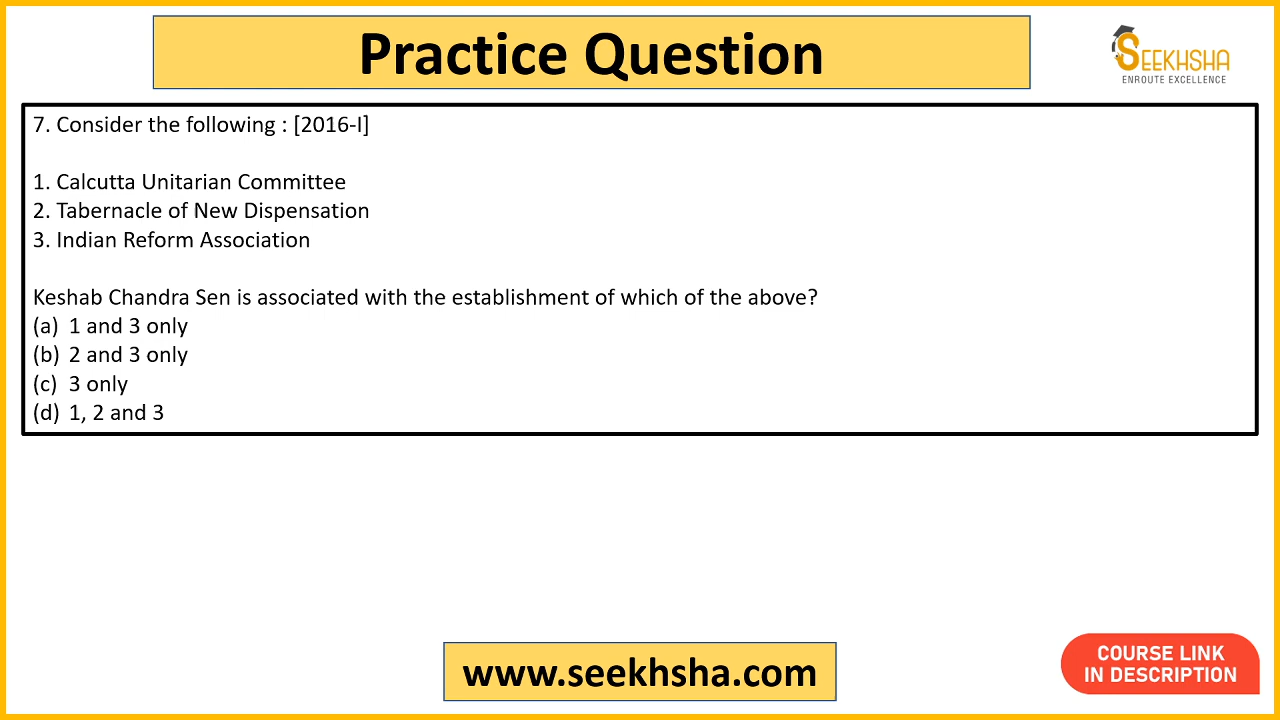 Practice Question
SEEKHSHA
ENROUTE EXCELLENCE
7. Consider the following : [2016-I]
1. Calcutta Unitarian Committee
2. Tabernacle of New Dispensation
3. Indian Reform Association
Keshab Chandra Sen is associated with the establishment of which of the above?
(a) 1 and 3 only
(b) 2 and 3 only
(c) 3 only
(d) 1, 2 and 3
www.seekhsha.com
COURSE LINK
IN DESCRIPTION